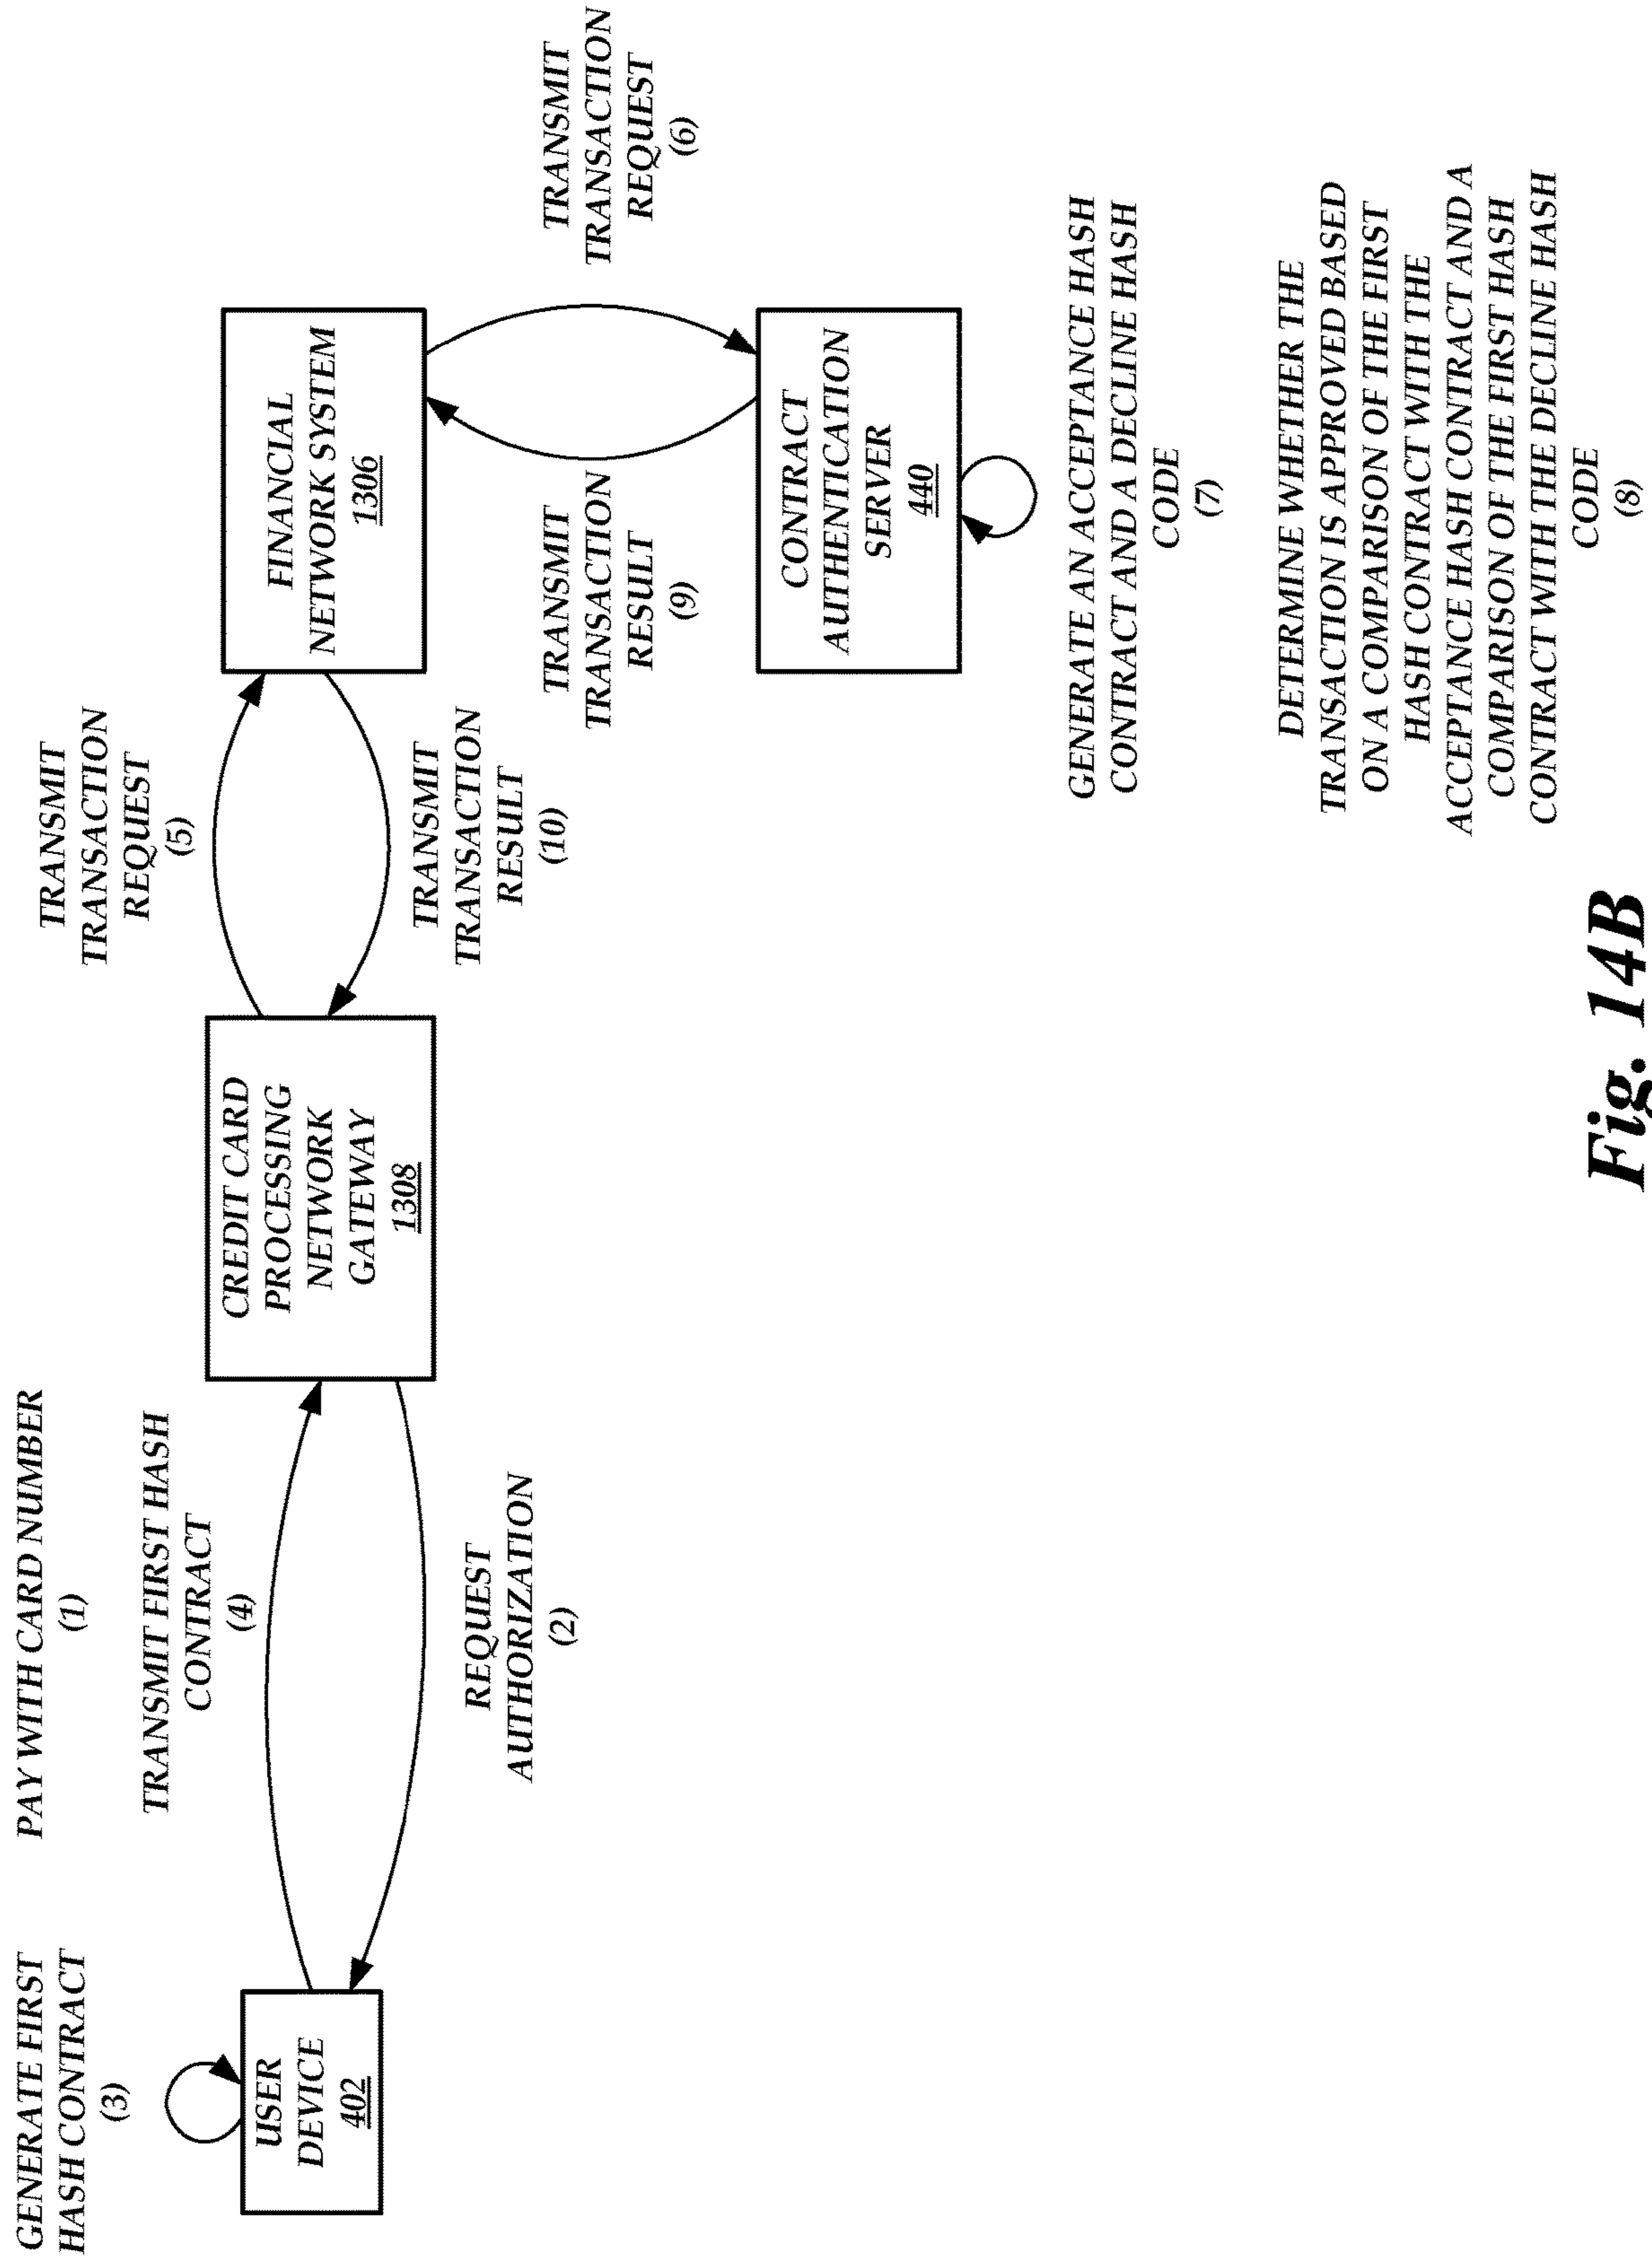 GENERATE FIRST
HASH CONTRACT
(3)
PAY WITH CARD NUMBER
(1)
TRANSMIT FIRST HASH
CONTRACT
(4)
USER
DEVICE
402
REQUEST
AUTHORIZATION
(2)
CREDIT CARD
PROCESSING
NETWORK
GATEWAY
1308
TRANSMIT
TRANSACTION
REQUEST
(5)
TRANSMIT
TRANSACTION
RESULT
(10)
FINANCIAL
NETWORK SYSTEM
1306
TRANSMIT
TRANSACTION
RESULT
(9)
TRANSMIT
TRANSACTION
REQUEST
(6)
CONTRACT
AUTHENTICATION
SERVER
440
GENERATE AN ACCEPTANCE HASH
CONTRACT AND A DECLINE HASH
CODE
(7)
DETERMINE WHETHER THE
TRANSACTION IS APPROVED BASED
ON A COMPARISON OF THE FIRST
HASH CONTRACT WITH THE
ACCEPTANCE HASH CONTRACT AND A
COMPARISON OF THE FIRST HASH
CONTRACT WITH THE DECLINE HASH
CODE
(8)
Fig. 14B